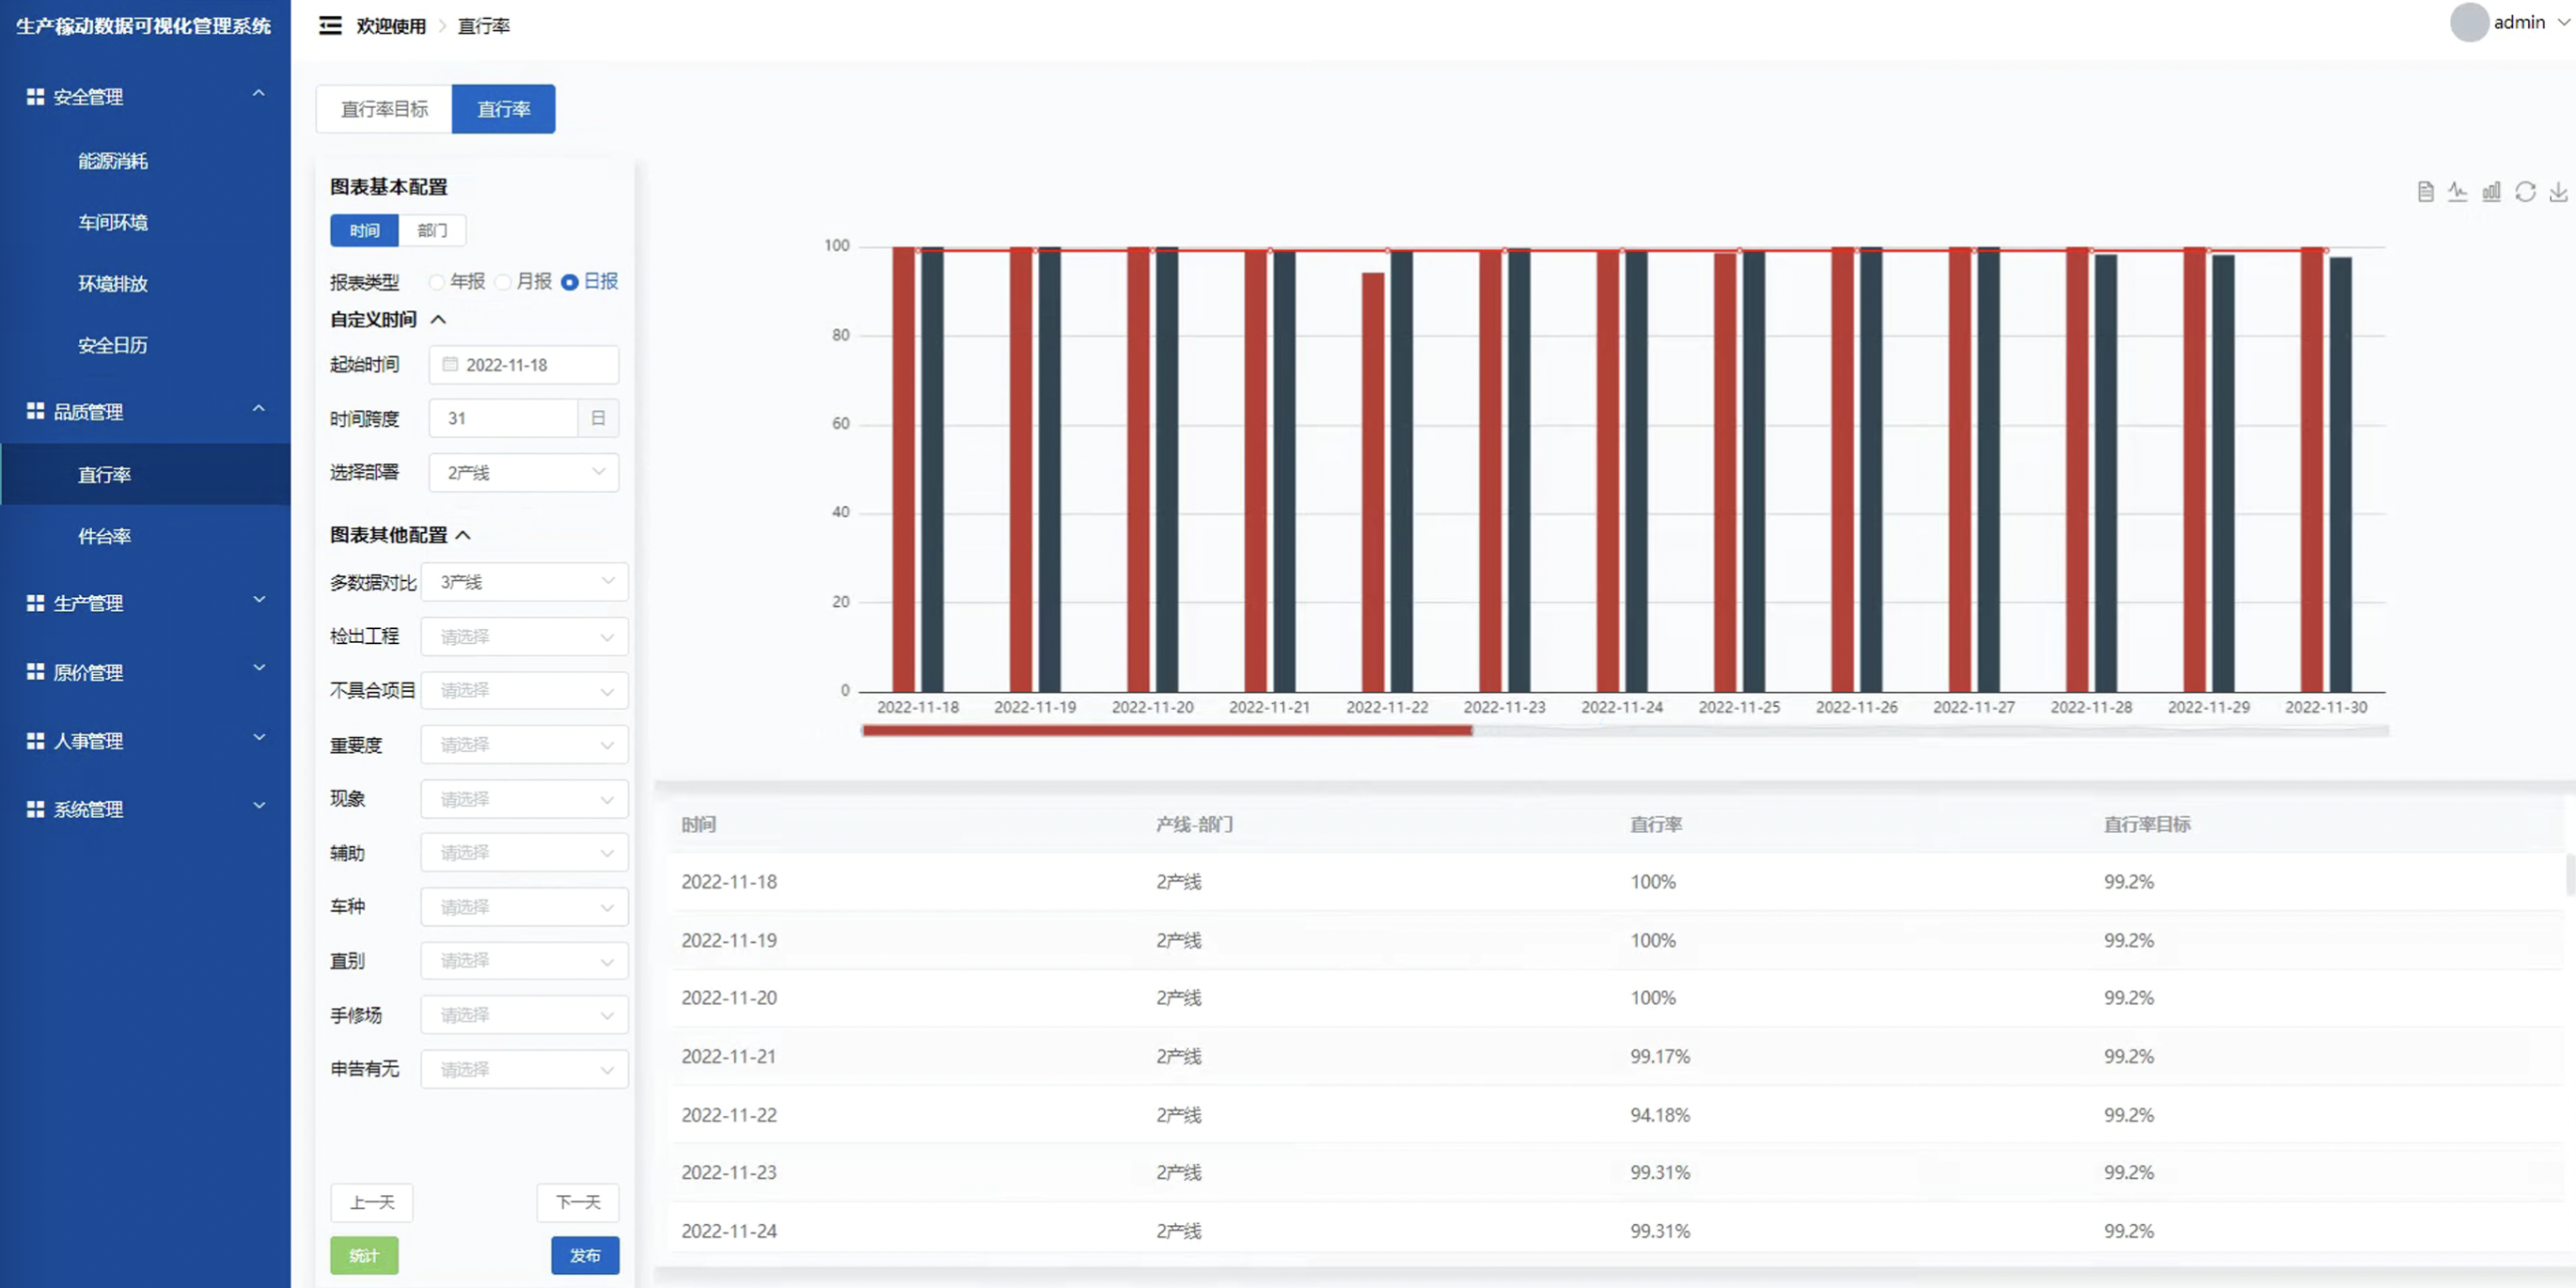 生产稼动数据可视化管理系统
安全管理
能源消耗
车间环境
环境排放
安全日历
品质管理
直行率
件台率
生产管理
原价管理
人事管理
系统管理
欢迎使用 > 直行率
admin
直行率目标 直行率
图表基本配置
时间 部门
报表类型 年报 月报 日报
自定义时间
起始时间 2022-11-18
时间跨度 31 日
选择部署 2产线
图表其他配置
多数据对比 3产线
检出工程 请选择
不具合项目 请选择
重要度 请选择
现象 请选择
辅助 请选择
车种 请选择
直别 请选择
手修场 请选择
申告有无 请选择
上一天 下一天
统计 发布
100
80
60
40
20
0
2022-11-18 2022-11-19 2022-11-20 2022-11-21 2022-11-22 2022-11-23 2022-11-24 2022-11-25 2022-11-26 2022-11-27 2022-11-28 2022-11-29 2022-11-30
时间 产线-部门 直行率 直行率目标
2022-11-18 2产线 100% 99.2%
2022-11-19 2产线 100% 99.2%
2022-11-20 2产线 100% 99.2%
2022-11-21 2产线 99.17% 99.2%
2022-11-22 2产线 94.18% 99.2%
2022-11-23 2产线 99.31% 99.2%
2022-11-24 2产线 99.31% 99.2%